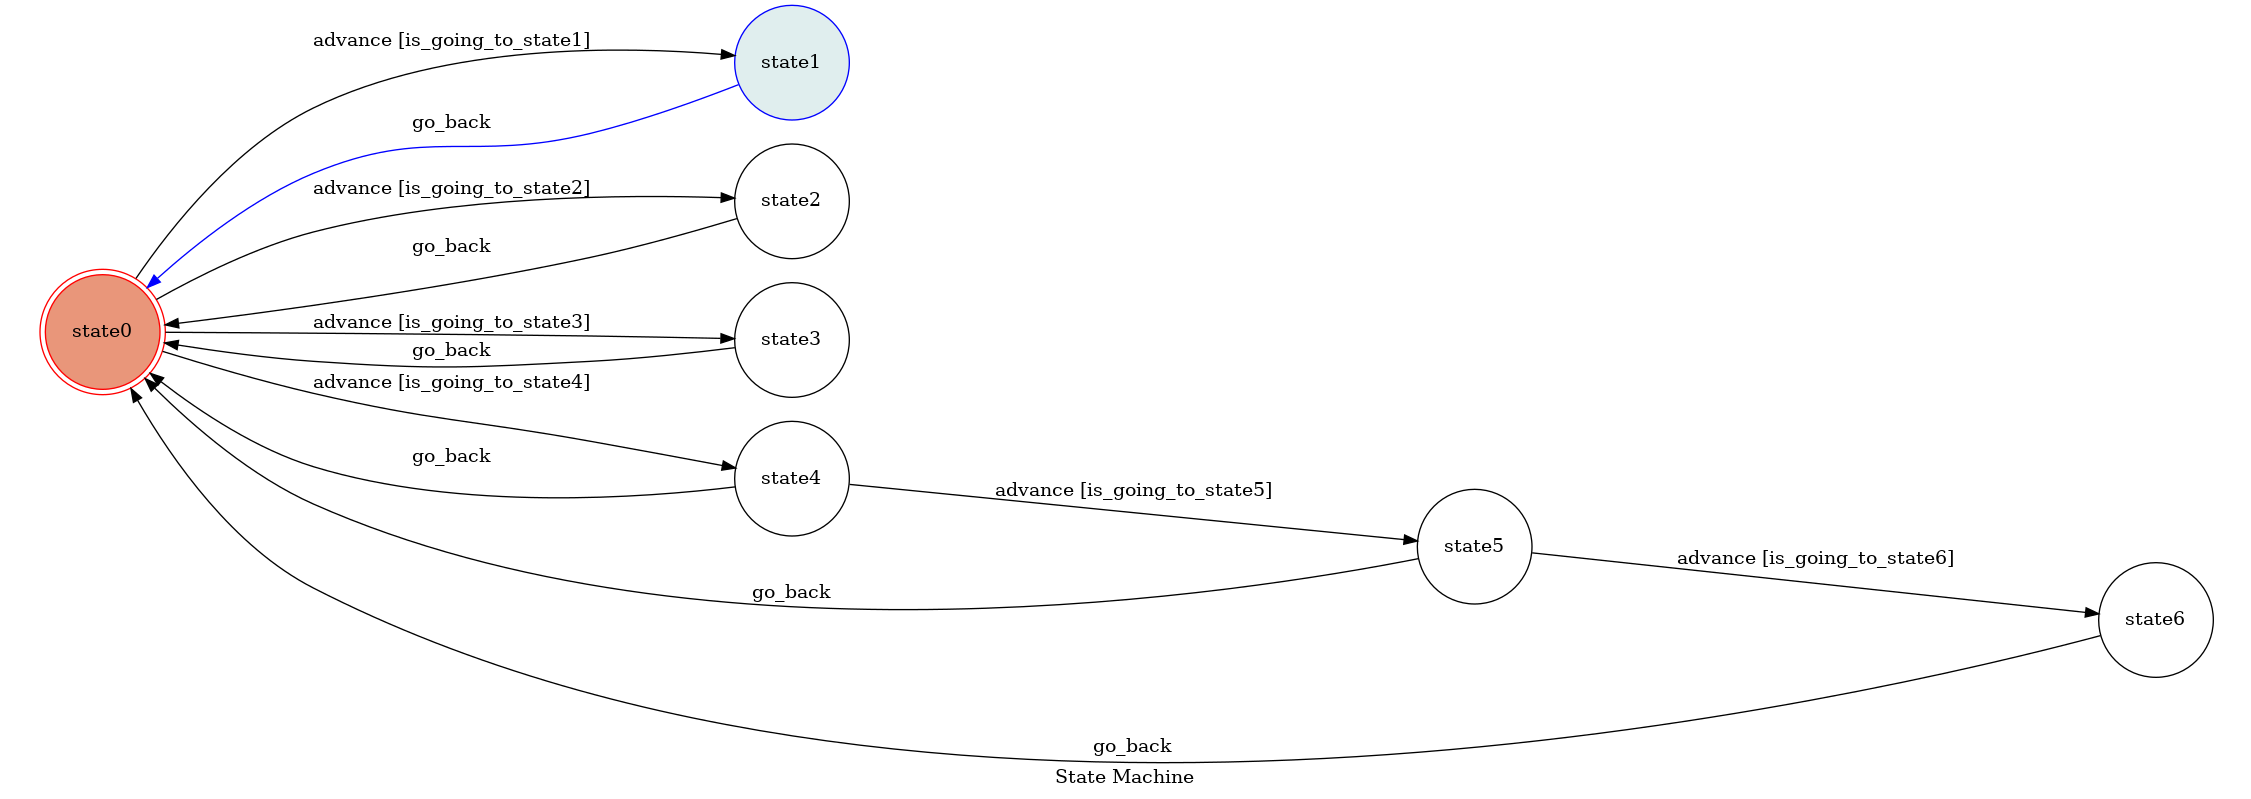 advance [is_going_to_state1]
state1
go_back
advance [is_going_to_state2]
state2
go_back
state0
advance [is_going_to_state3]
state3
go_back
advance [is_going_to_state4]
go_back
state4
advance [is_going_to_state5]
state5
advance [is_going_to_state6]
go_back
state6
go_back
State Machine